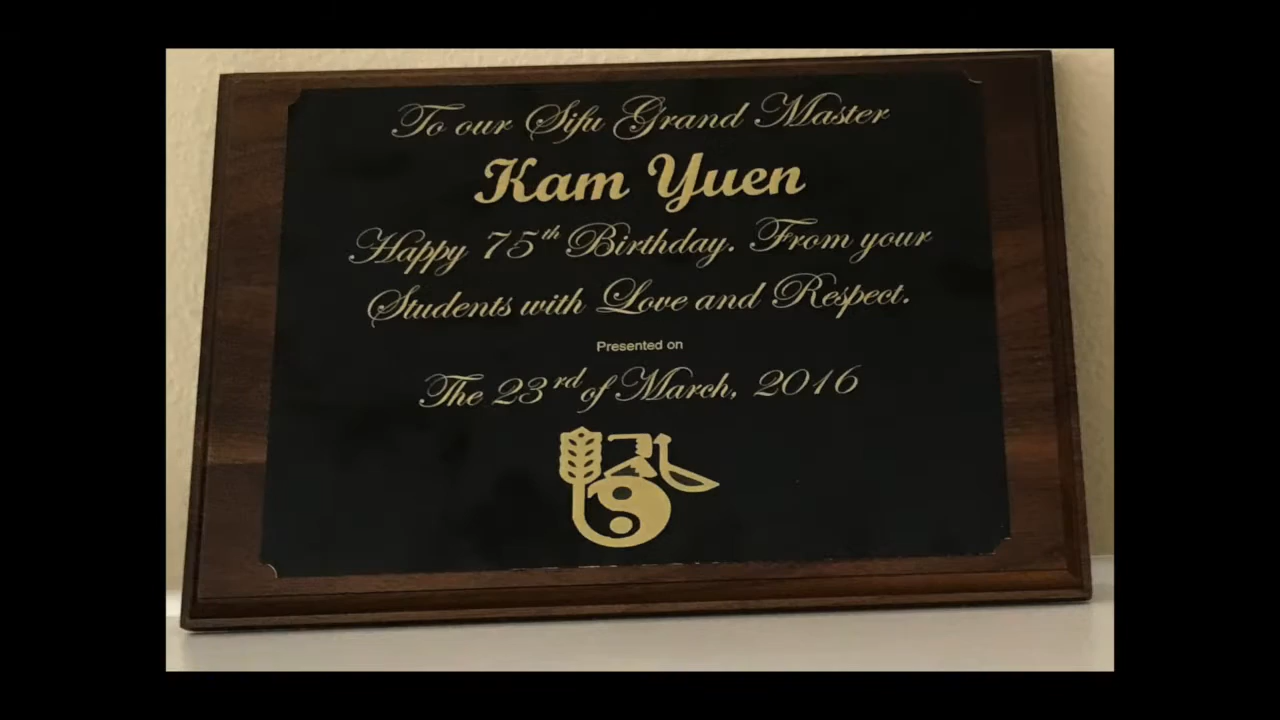 To our Sifu Grand Master
Kam Yuen
Happy 75th Birthday. From your
Students with Love and Respect.
Presented on
The 23rd of March, 2016